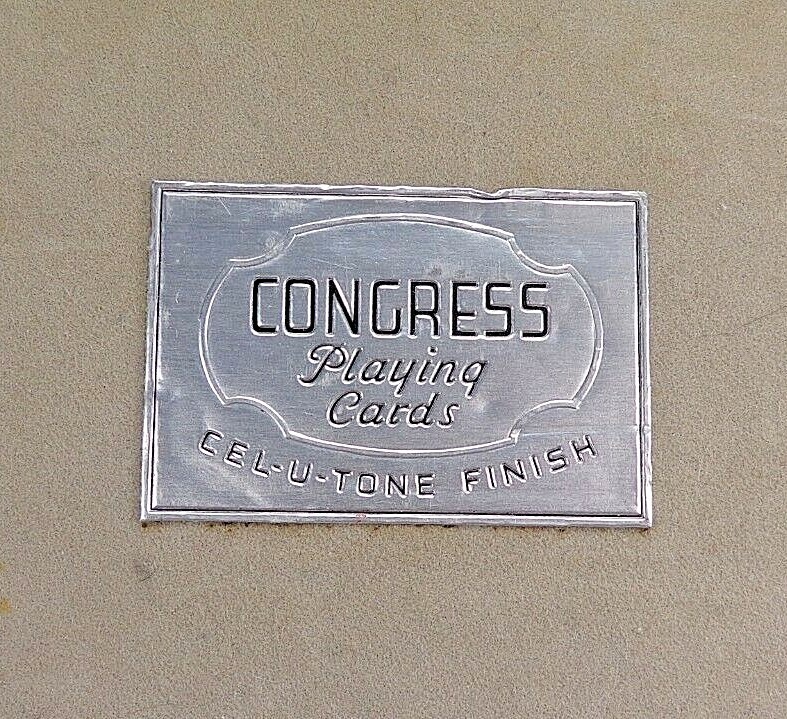 CONGRESS
Playing
Cards
CEL-U-TONE FINISH